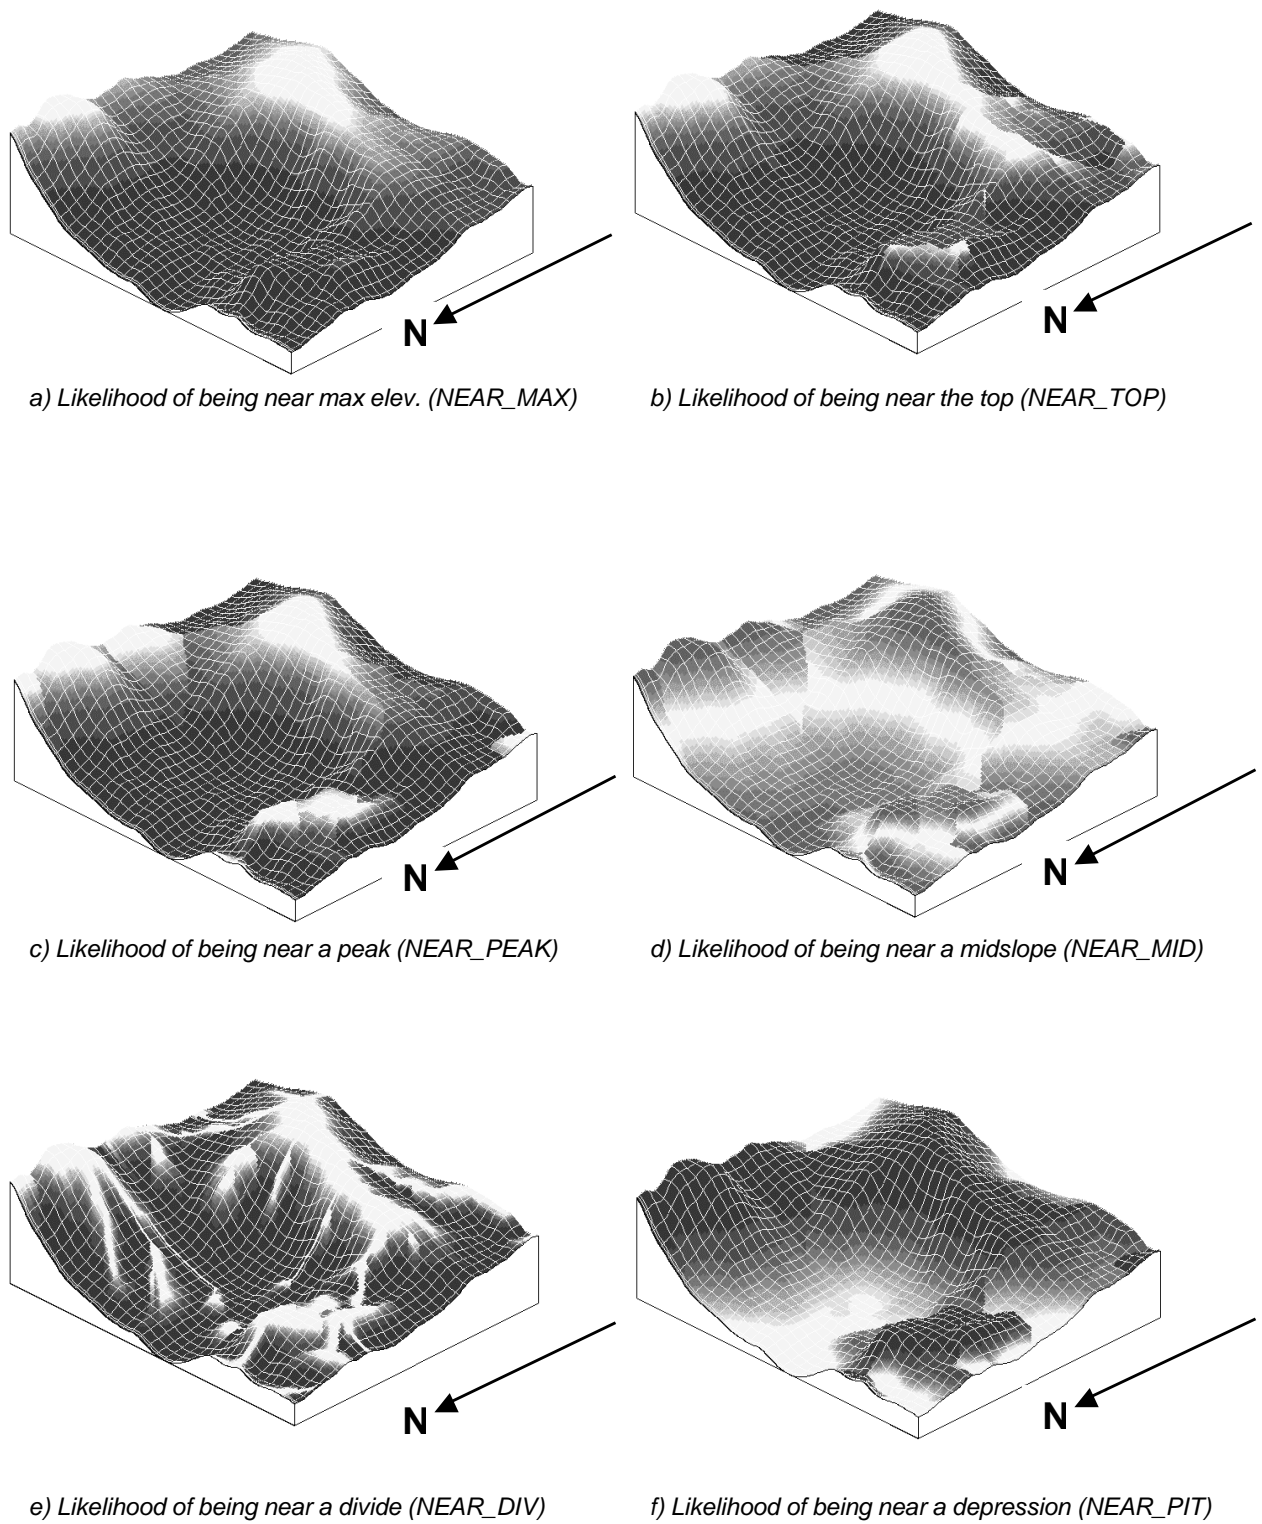 N
N
a) Likelihood of being near max elev. (NEAR_MAX)
b) Likelihood of being near the top (NEAR_TOP)
N
N
c) Likelihood of being near a peak (NEAR_PEAK)
d) Likelihood of being near a midslope (NEAR_MID)
N
N
e) Likelihood of being near a divide (NEAR_DIV)
f) Likelihood of being near a depression (NEAR_PIT)